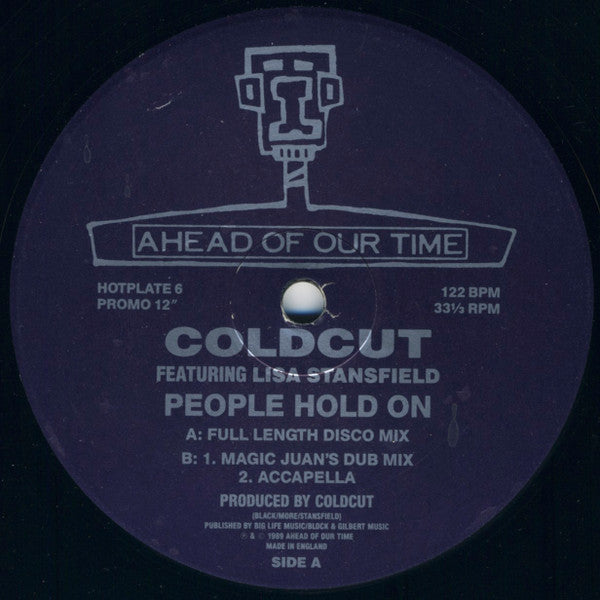 AHEAD OF OUR TIME
HOTPLATE 6
PROMO 12"
122 BPM
33⅓ RPM
COLDCUT
FEATURING LISA STANSFIELD
PEOPLE HOLD ON
A: FULL LENGTH DISCO MIX
B: 1. MAGIC JUAN'S DUB MIX
2. ACCAPELLA
PRODUCED BY COLDCUT
(BLACK/MORE/STANSFIELD)
PUBLISHED BY BIG LIFE MUSIC/BLOCK & GILBERT MUSIC
℗ & © 1989 AHEAD OF OUR TIME
MADE IN ENGLAND
SIDE A